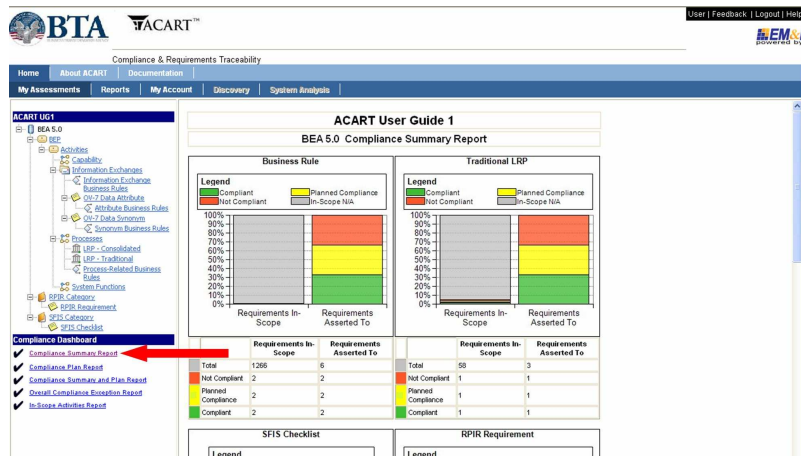 User | Feedback | Logout | Help
BTA
TACART™
EM&
powered by
Compliance & Requirements Traceability
Home About ACART Documentation
My Assessments Reports My Account Discovery System Analysis
ACART UG1
BEA 5.0
BEP
Activities
Capability
Information Exchanges
Information Exchange
Business Rules
OV-7 Data Attribute
Attribute Business Rules
OV-7 Data Synonym
Synonym Business Rules
Processes
LRP - Consolidated
LRP - Traditional
Process-Related Business
Rules
System Functions
RPIR Category
RPIR Requirement
SFIS Category
SFIS Checklist
Compliance Dashboard
Compliance Summary Report
Compliance Plan Report
Compliance Summary and Plan Report
Overall Compliance Exception Report
In-Scope Activities Report
ACART User Guide 1
BEA 5.0 Compliance Summary Report
Business Rule
Legend
Compliant Planned Compliance
Not Compliant In-Scope N/A
100%
90%
80%
70%
60%
50%
40%
30%
20%
10%
0%
Requirements In-
Scope
Requirements
Asserted To
Requirements In-
Scope
Requirements
Asserted To
Total 1266 6
Not Compliant 2 2
Planned
Compliance 2 2
Compliant 2 2
Traditional LRP
Legend
Compliant Planned Compliance
Not Compliant In-Scope N/A
100%
90%
80%
70%
60%
50%
40%
30%
20%
10%
0%
Requirements In-
Scope
Requirements
Asserted To
Requirements In-
Scope
Requirements
Asserted To
Total 58 3
Not Compliant 1 1
Planned
Compliance 1 1
Compliant 1 1
SFIS Checklist
Legend
RPIR Requirement
Legend